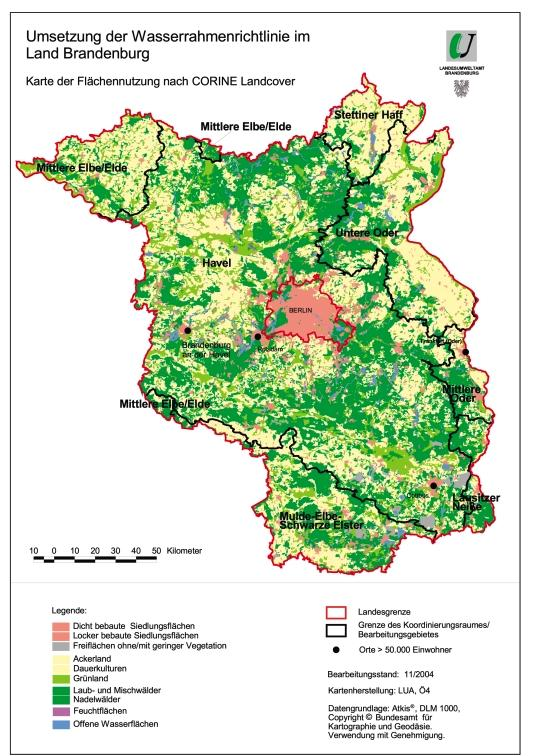 Umsetzung der Wasserrahmenrichtlinie im
Land Brandenburg
Karte der Flächennutzung nach CORINE Landcover
LANDESUMWELTAMT
BRANDENBURG
Stettiner Haff
Mittlere Elbe/Elde
Mittlere Elbe/Elde
Untere Oder
Havel
BERLIN
Brandenburg
an der Havel
Potsdam
Frankfurt (Oder)
Mittlere
Oder
Mittlere Elbe/Elde
Cottbus
Lausitzer
Neiße
Mulde-Elbe-
Schwarze Elster
10 0 10 20 30 40 50 Kilometer
Legende:
Dicht bebaute Siedlungsflächen
Locker bebaute Siedlungsflächen
Freiflächen ohne/mit geringer Vegetation
Ackerland
Dauerkulturen
Grünland
Laub- und Mischwälder
Nadelwälder
Feuchtflächen
Offene Wasserflächen
Landesgrenze
Grenze des Koordinierungsraumes/
Bearbeitungsgebietes
Orte > 50.000 Einwohner
Bearbeitungsstand: 11/2004
Kartenherstellung: LUA, Ö4
Datengrundlage: Atkis®, DLM 1000,
Copyright © Bundesamt für
Kartographie und Geodäsie.
Verwendung mit Genehmigung.